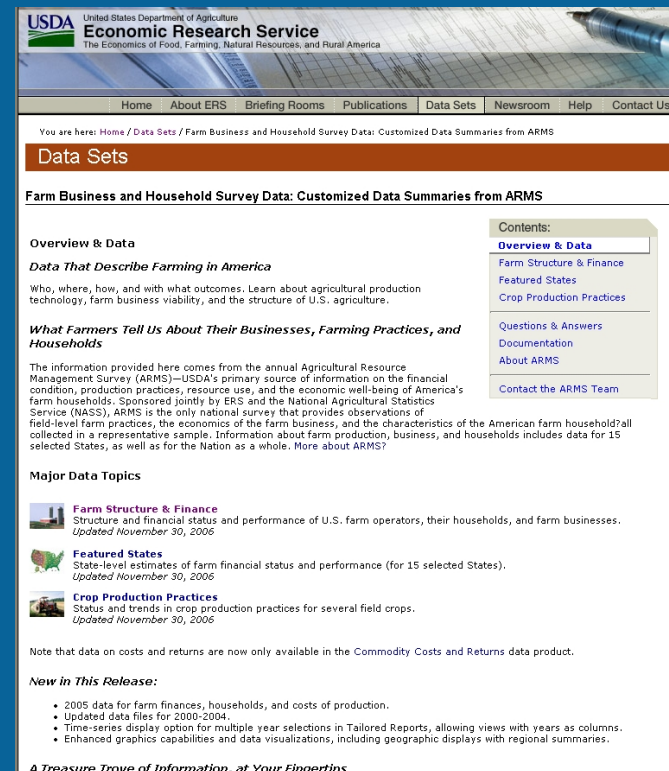 USDA
United States Department of Agriculture
Economic Research Service
The Economics of Food, Farming, Natural Resources, and Rural America
Home About ERS Briefing Rooms Publications Data Sets Newsroom Help Contact Us
You are here: Home / Data Sets / Farm Business and Household Survey Data: Customized Data Summaries from ARMS
Data Sets
Farm Business and Household Survey Data: Customized Data Summaries from ARMS
Overview & Data
Data That Describe Farming in America
Who, where, how, and with what outcomes. Learn about agricultural production
technology, farm business viability, and the structure of U.S. agriculture.
What Farmers Tell Us About Their Businesses, Farming Practices, and
Households
The information provided here comes from the annual Agricultural Resource
Management Survey (ARMS)—USDA's primary source of information on the financial
condition, production practices, resource use, and the economic well-being of America's
farm households. Sponsored jointly by ERS and the National Agricultural Statistics
Service (NASS), ARMS is the only national survey that provides observations of
field-level farm practices, the economics of the farm business, and the characteristics of the American farm household?all
collected in a representative sample. Information about farm production, business, and households includes data for 15
selected States, as well as for the Nation as a whole. More about ARMS?
Contents:
Overview & Data
Farm Structure & Finance
Featured States
Crop Production Practices
Questions & Answers
Documentation
About ARMS
Contact the ARMS Team
Major Data Topics
Farm Structure & Finance
Structure and financial status and performance of U.S. farm operators, their households, and farm businesses.
Updated November 30, 2006
Featured States
State-level estimates of farm financial status and performance (for 15 selected States).
Updated November 30, 2006
Crop Production Practices
Status and trends in crop production practices for several field crops.
Updated November 30, 2006
Note that data on costs and returns are now only available in the Commodity Costs and Returns data product.
New in This Release:
• 2005 data for farm finances, households, and costs of production.
• Updated data files for 2000-2004.
• Time-series display option for multiple year selections in Tailored Reports, allowing views with years as columns.
• Enhanced graphics capabilities and data visualizations, including geographic displays with regional summaries.
A Treasure Trove of Information, at Your Fingertips